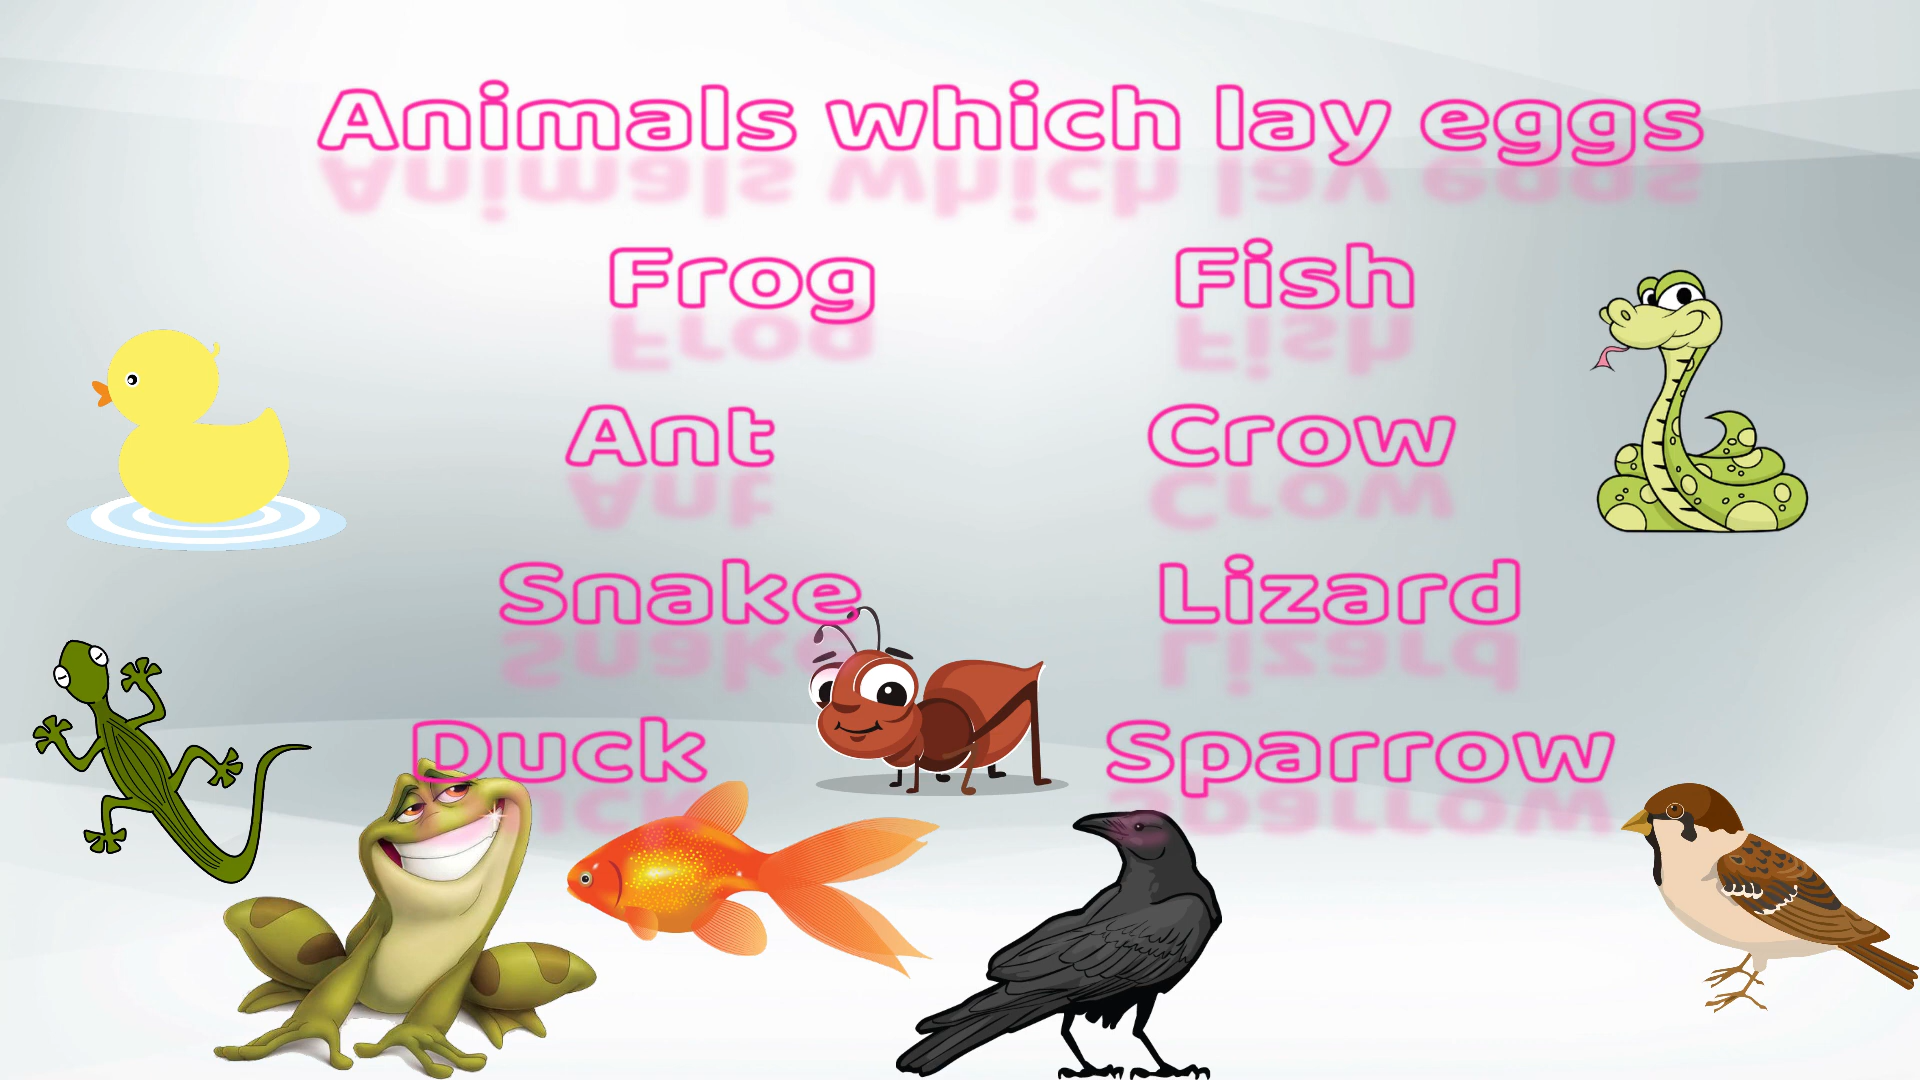 Animals which lay eggs
Frog Fish
Ant Crow
Snake Lizard
Duck Sparrow